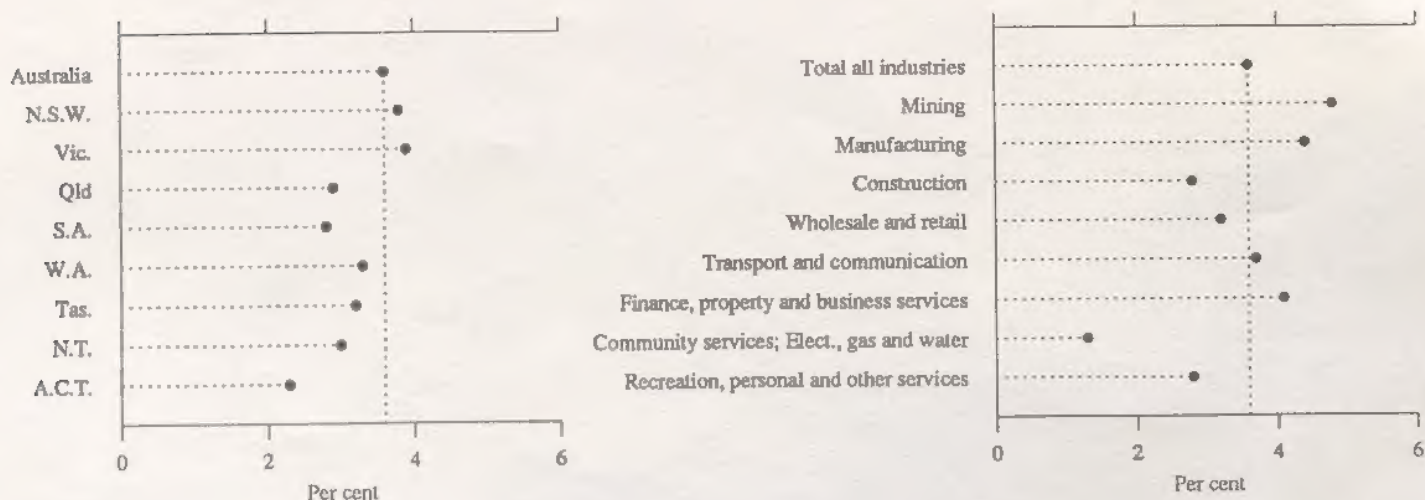 Australia
N.S.W.
Vic.
Qld
S.A.
W.A.
Tas.
N.T.
A.C.T.
0 2 4 6
Per cent
Total all industries
Mining
Manufacturing
Construction
Wholesale and retail
Transport and communication
Finance, property and business services
Community services; Elect., gas and water
Recreation, personal and other services
0 2 4 6
Per cent